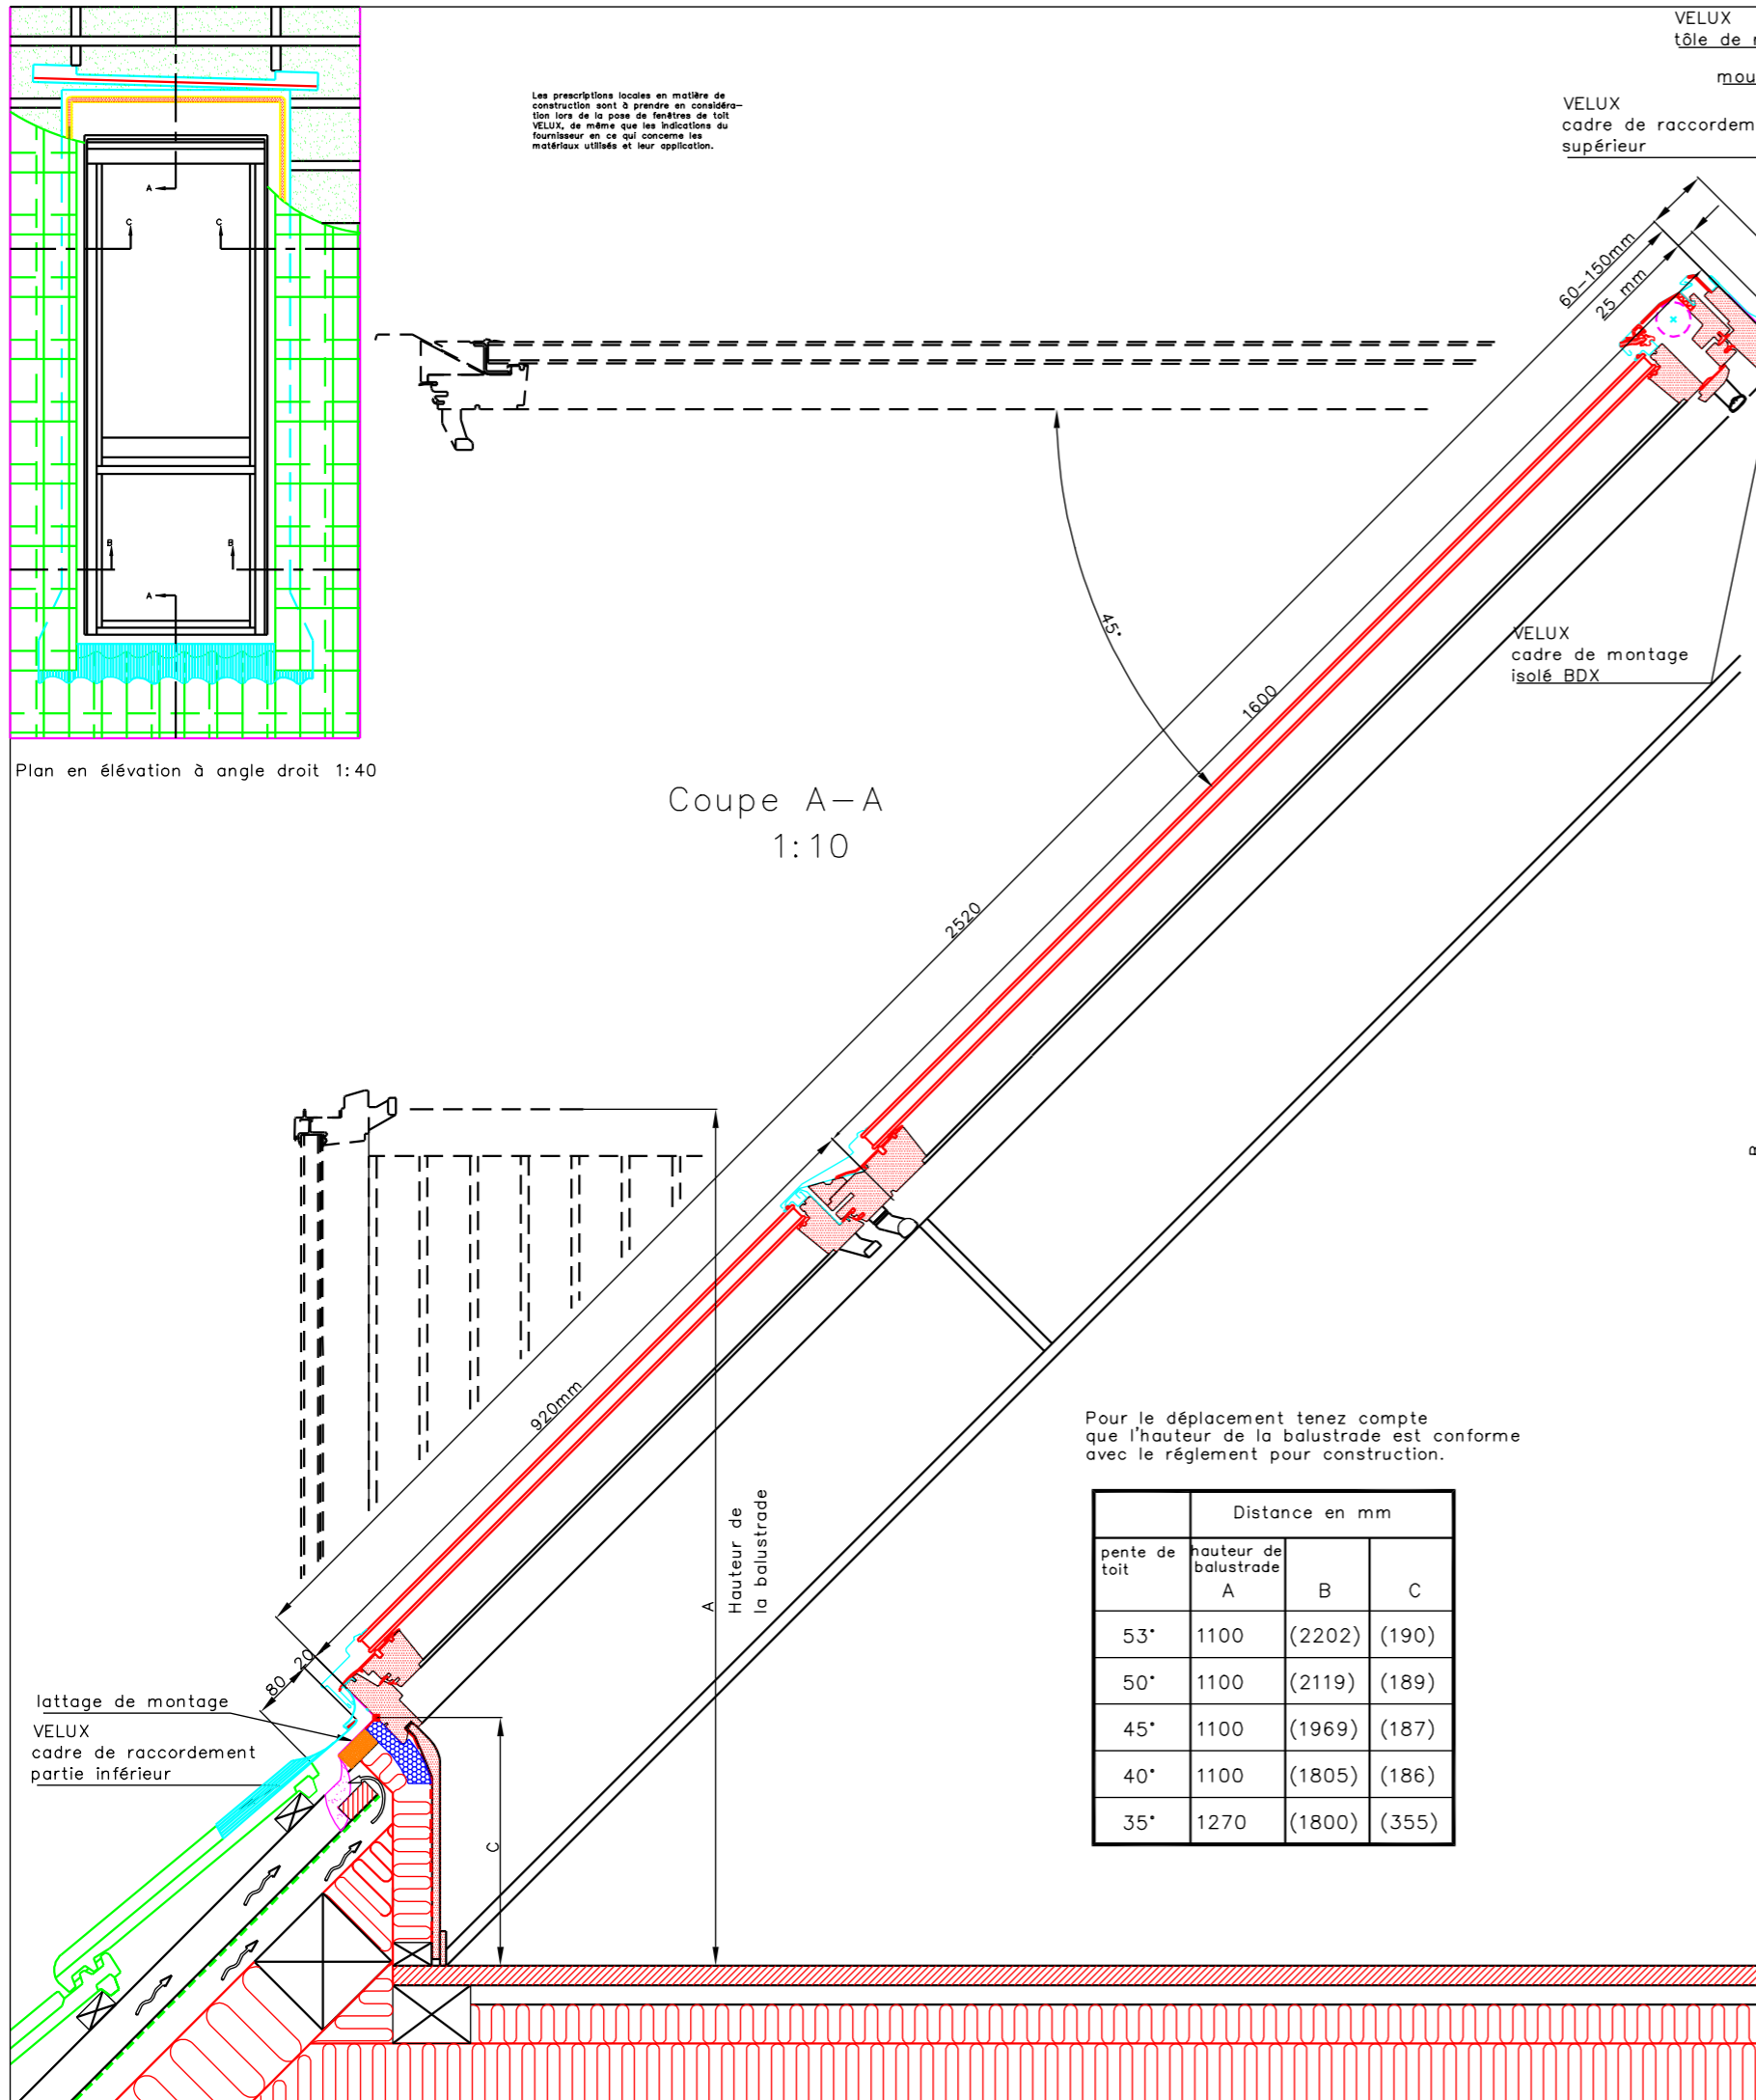 VELUX
tôle de
VELUX
cadre de
supérieur
Les prescriptions locales en matière de
construction sont à prendre en considéra-
tion lors de la pose de fenêtres de toit
VELUX, de même que les indications du
fournisseur en ce qui concerne les
matériaux utilisés et leur application.
A
C C
B B
A
60-150mm
25 mm
45°
VELUX
cadre de montage
isolé BDX
1600
Plan en élévation à angle droit 1:40
Coupe A-A
1:10
2520
920mm
A
Hauteur de
la balustrade
Pour le déplacement tenez compte
que l'hauteur de la balustrade est conforme
avec le réglement pour construction.
Distance en mm
pente de
toit
hauteur de
balustrade
A B C
53° 1100 (2202) (190)
50° 1100 (2119) (189)
45° 1100 (1969) (187)
40° 1100 (1805) (186)
35° 1270 (1800) (355)
80 20
lattage de montage
VELUX
cadre de raccordement
partie inférieur
C